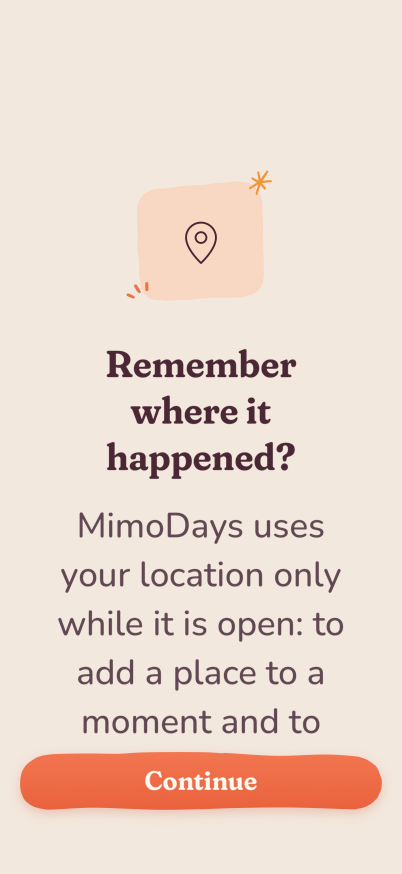 Remember
where it
happened?
MimoDays uses
your location only
while it is open: to
add a place to a
moment and to
Continue